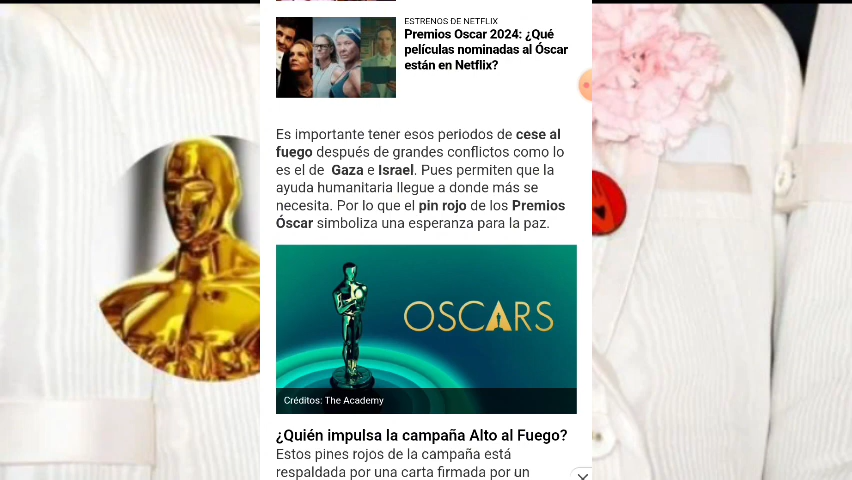 ESTRENOS DE NETFLIX
Premios Oscar 2024: ¿Qué
películas nominadas al Óscar
están en Netflix?
Es importante tener esos periodos de cese al
fuego después de grandes conflictos como lo
es el de Gaza e Israel. Pues permiten que la
ayuda humanitaria llegue a donde más se
necesita. Por lo que el pin rojo de los Premios
Óscar simboliza una esperanza para la paz.
OSCARS
Créditos: The Academy
¿Quién impulsa la campaña Alto al Fuego?
Estos pines rojos de la campaña está
respaldada por una carta firmada por un